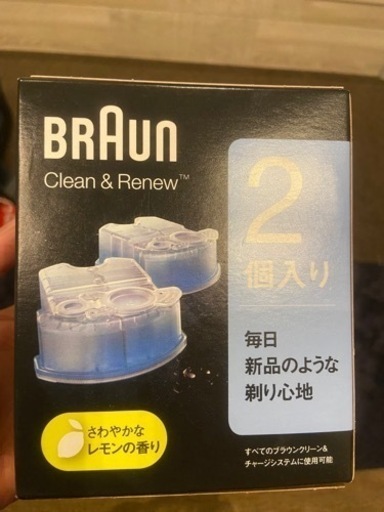 BRAUN
Clean & Renew™
2
個入り
毎日
新品のような
剃り心地
さわやかな
レモンの香り
すべてのブラウンクリーン&
チャージシステムに使用可能